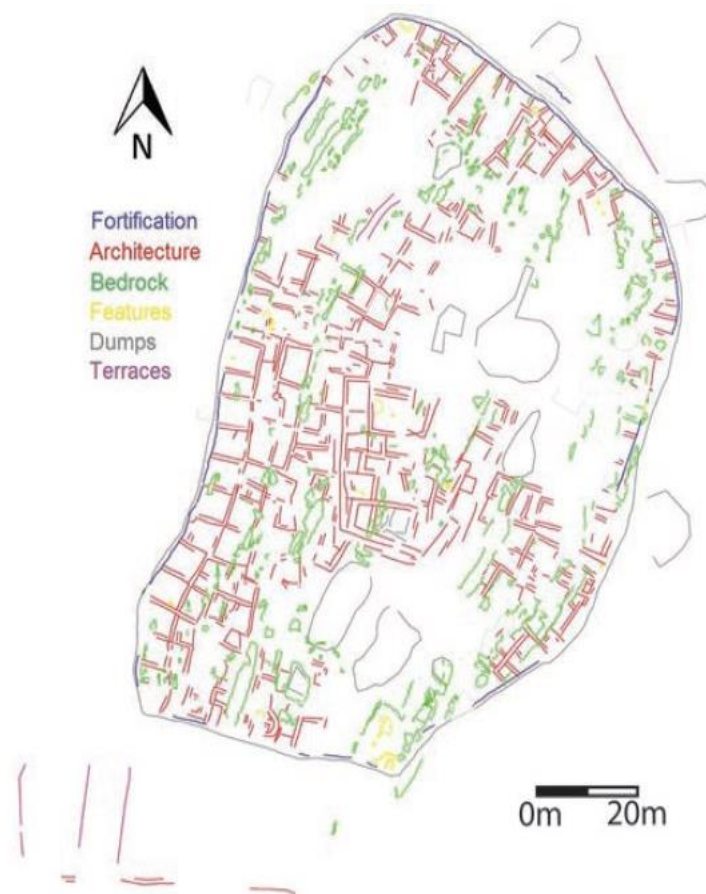 N
Fortification
Architecture
Bedrock
Features
Dumps
Terraces
0m 20m